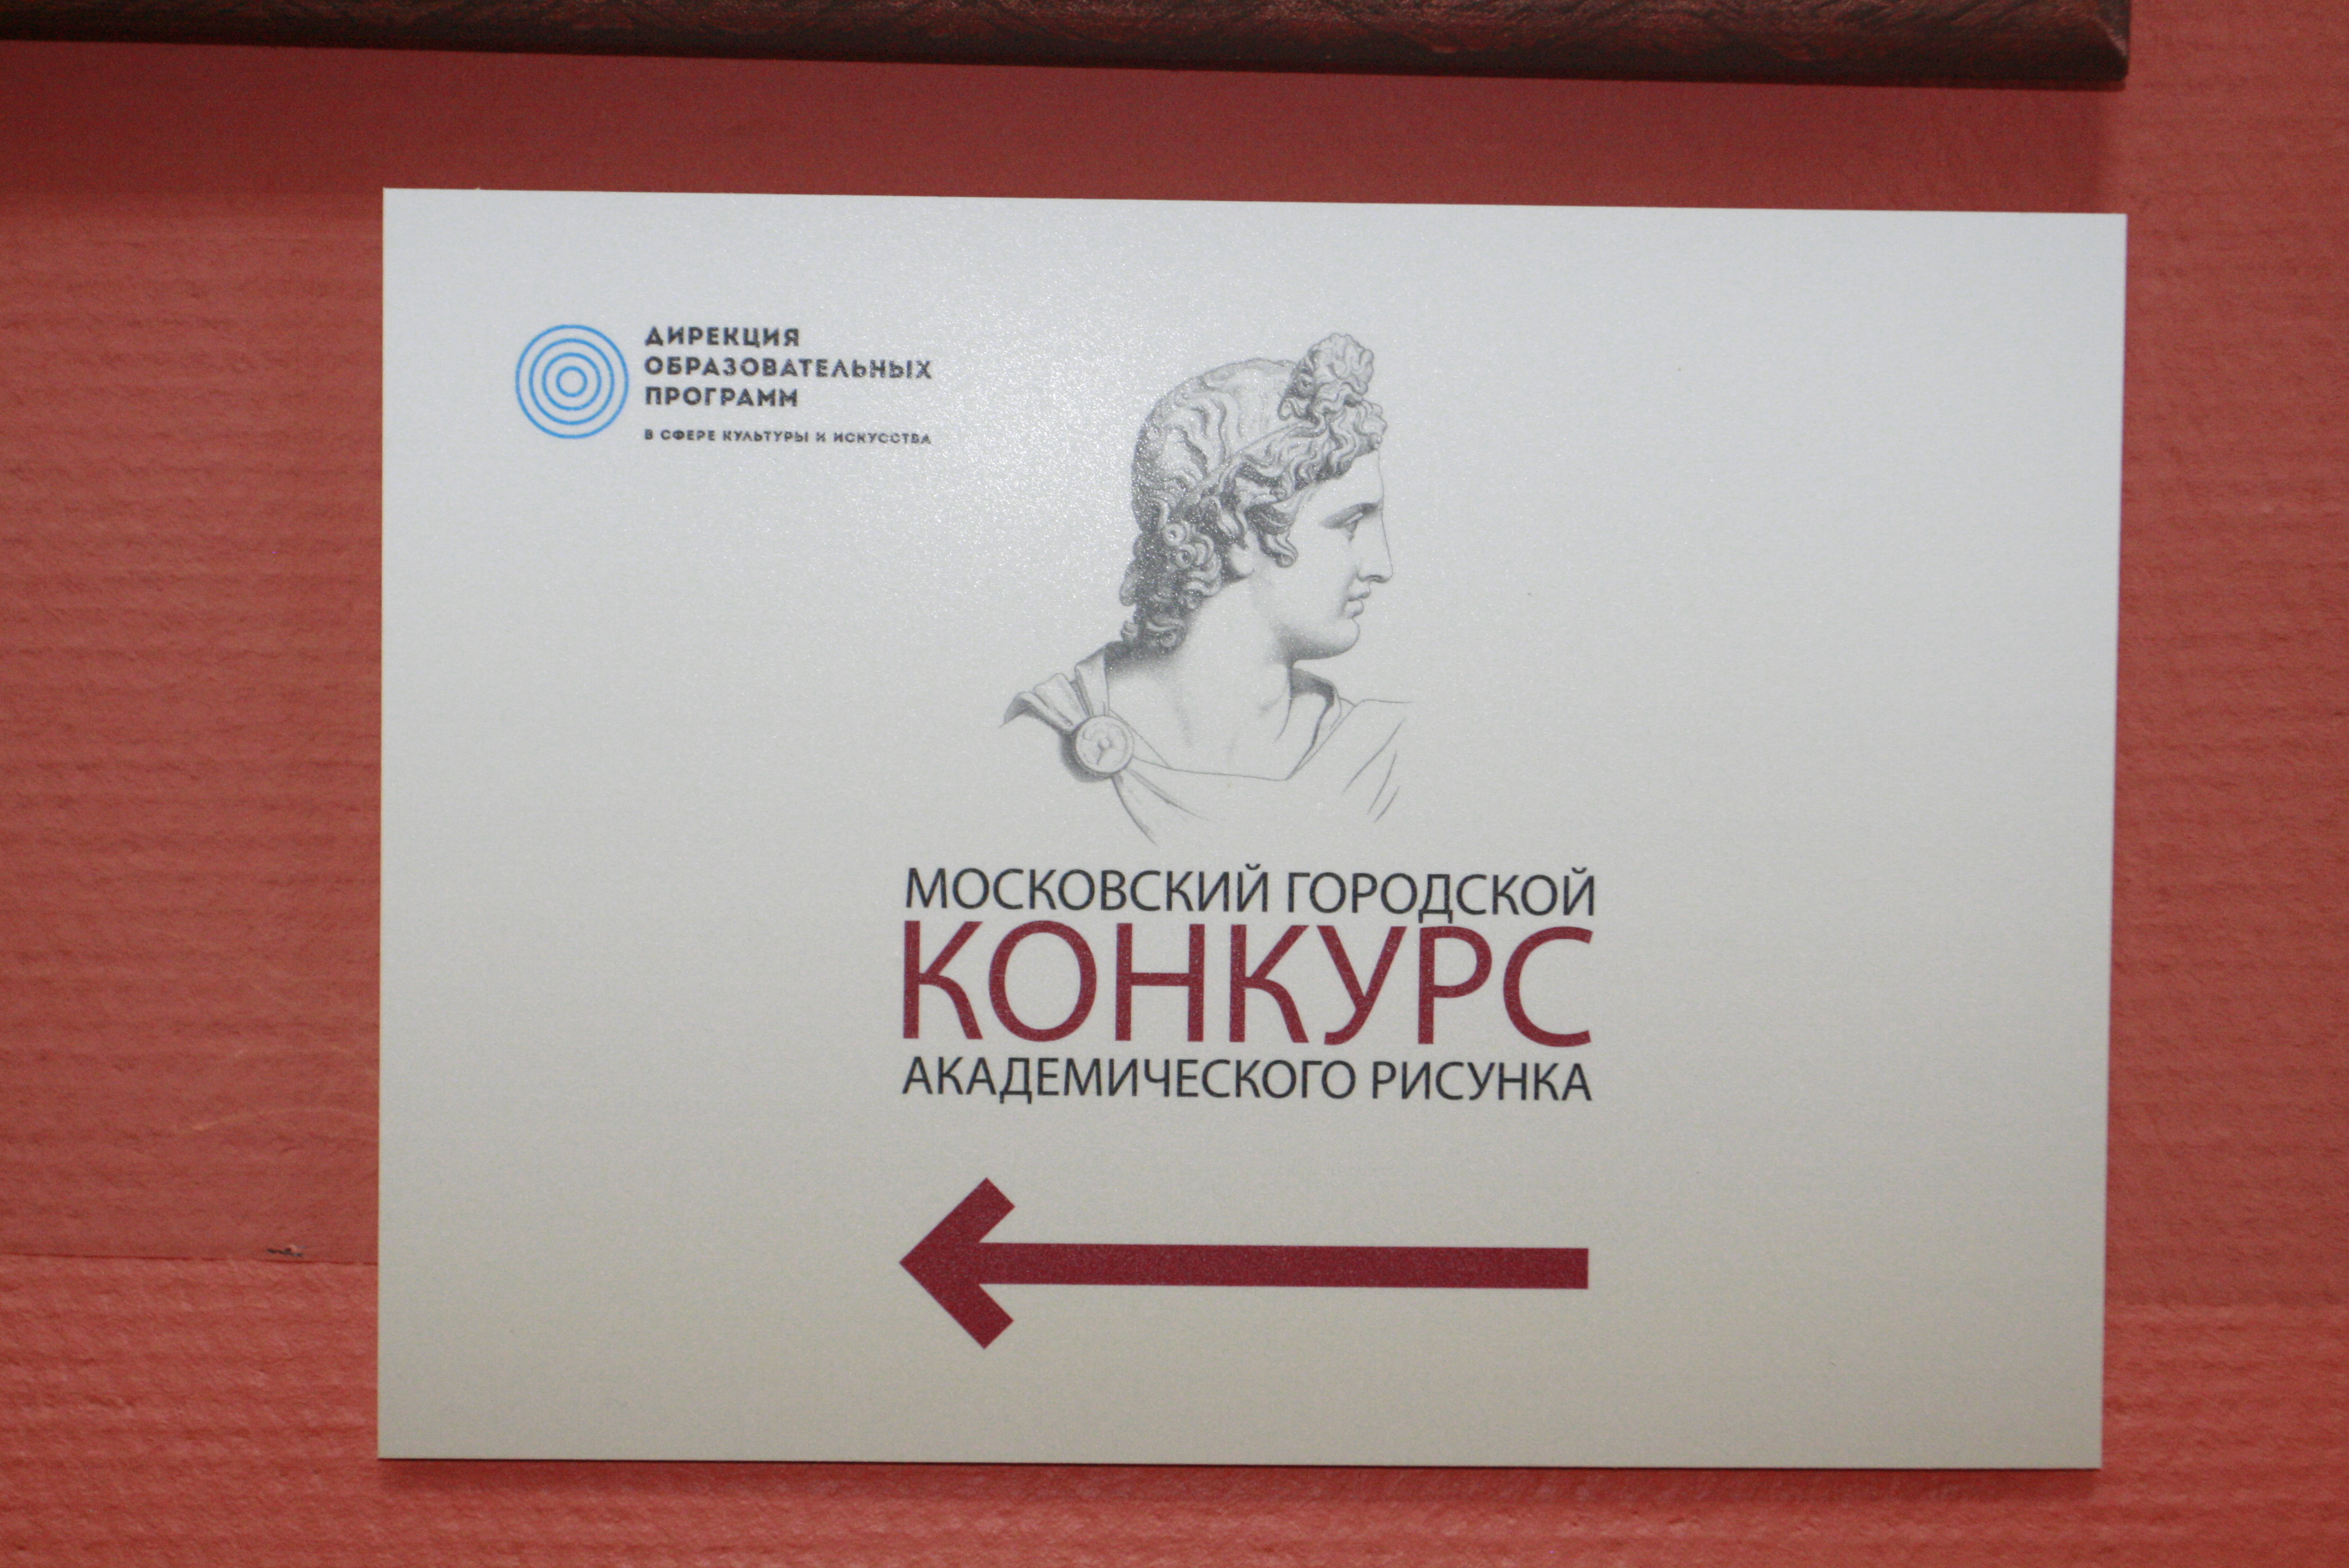 ДИРЕКЦИЯ
ОБРАЗОВАТЕЛЬНЫХ
ПРОГРАММ
В СФЕРЕ КУЛЬТУРЫ И ИСКУССТВА
МОСКОВСКИЙ ГОРОДСКОЙ
КОНКУРС
АКАДЕМИЧЕСКОГО РИСУНКА